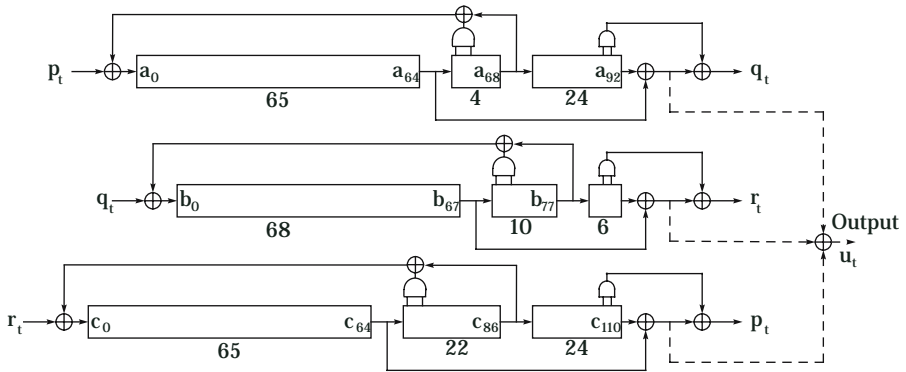 p_t a_0 a_64 a_68 a_92 q_t
65 4 24
q_t b_0 b_67 b_77 r_t
68 10 6
Output
u_t
r_t c_0 c_64 c_86 c_110 p_t
65 22 24